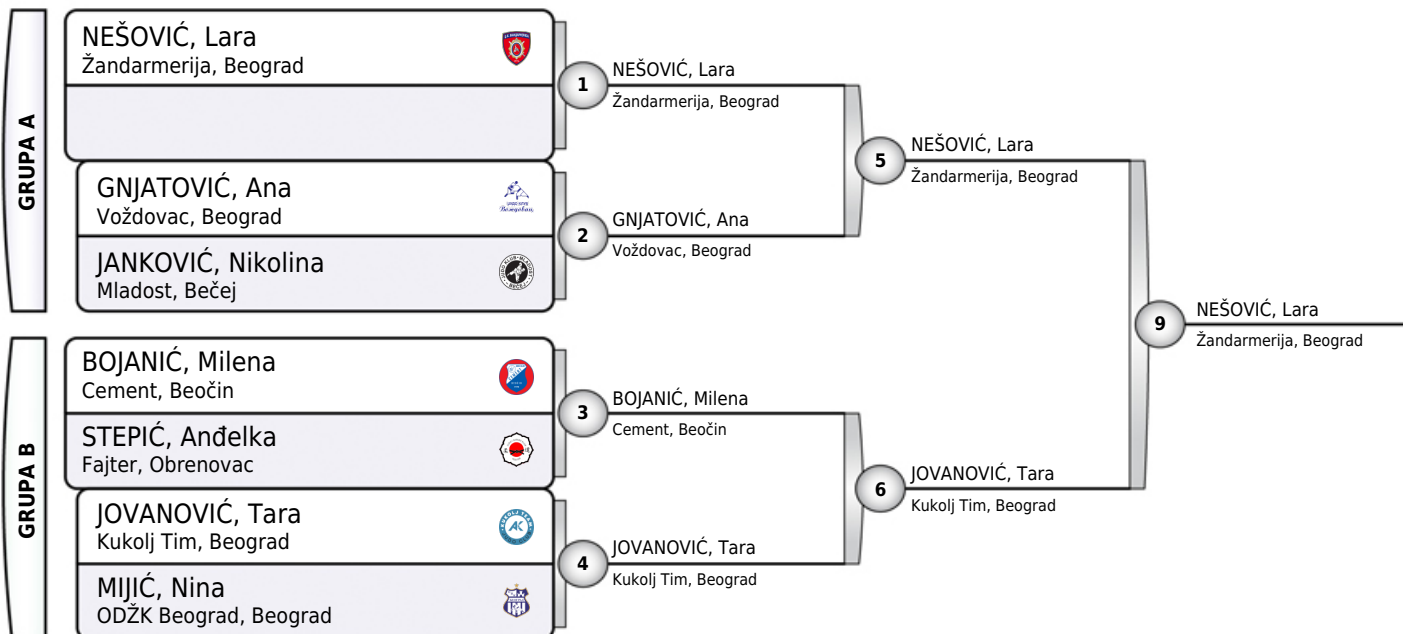 GRUPA A
NEŠOVIĆ, Lara
Žandarmerija, Beograd
GNJATOVIĆ, Ana
Voždovac, Beograd
JANKOVIĆ, Nikolina
Mladost, Bečej
GRUPA B
BOJANIĆ, Milena
Cement, Beočin
STEPIĆ, Anđelka
Fajter, Obrenovac
JOVANOVIĆ, Tara
Kukolj Tim, Beograd
MIJIĆ, Nina
ODŽK Beograd, Beograd
1
NEŠOVIĆ, Lara
Žandarmerija, Beograd
2
GNJATOVIĆ, Ana
Voždovac, Beograd
3
BOJANIĆ, Milena
Cement, Beočin
4
JOVANOVIĆ, Tara
Kukolj Tim, Beograd
5
NEŠOVIĆ, Lara
Žandarmerija, Beograd
6
JOVANOVIĆ, Tara
Kukolj Tim, Beograd
9
NEŠOVIĆ, Lara
Žandarmerija, Beograd